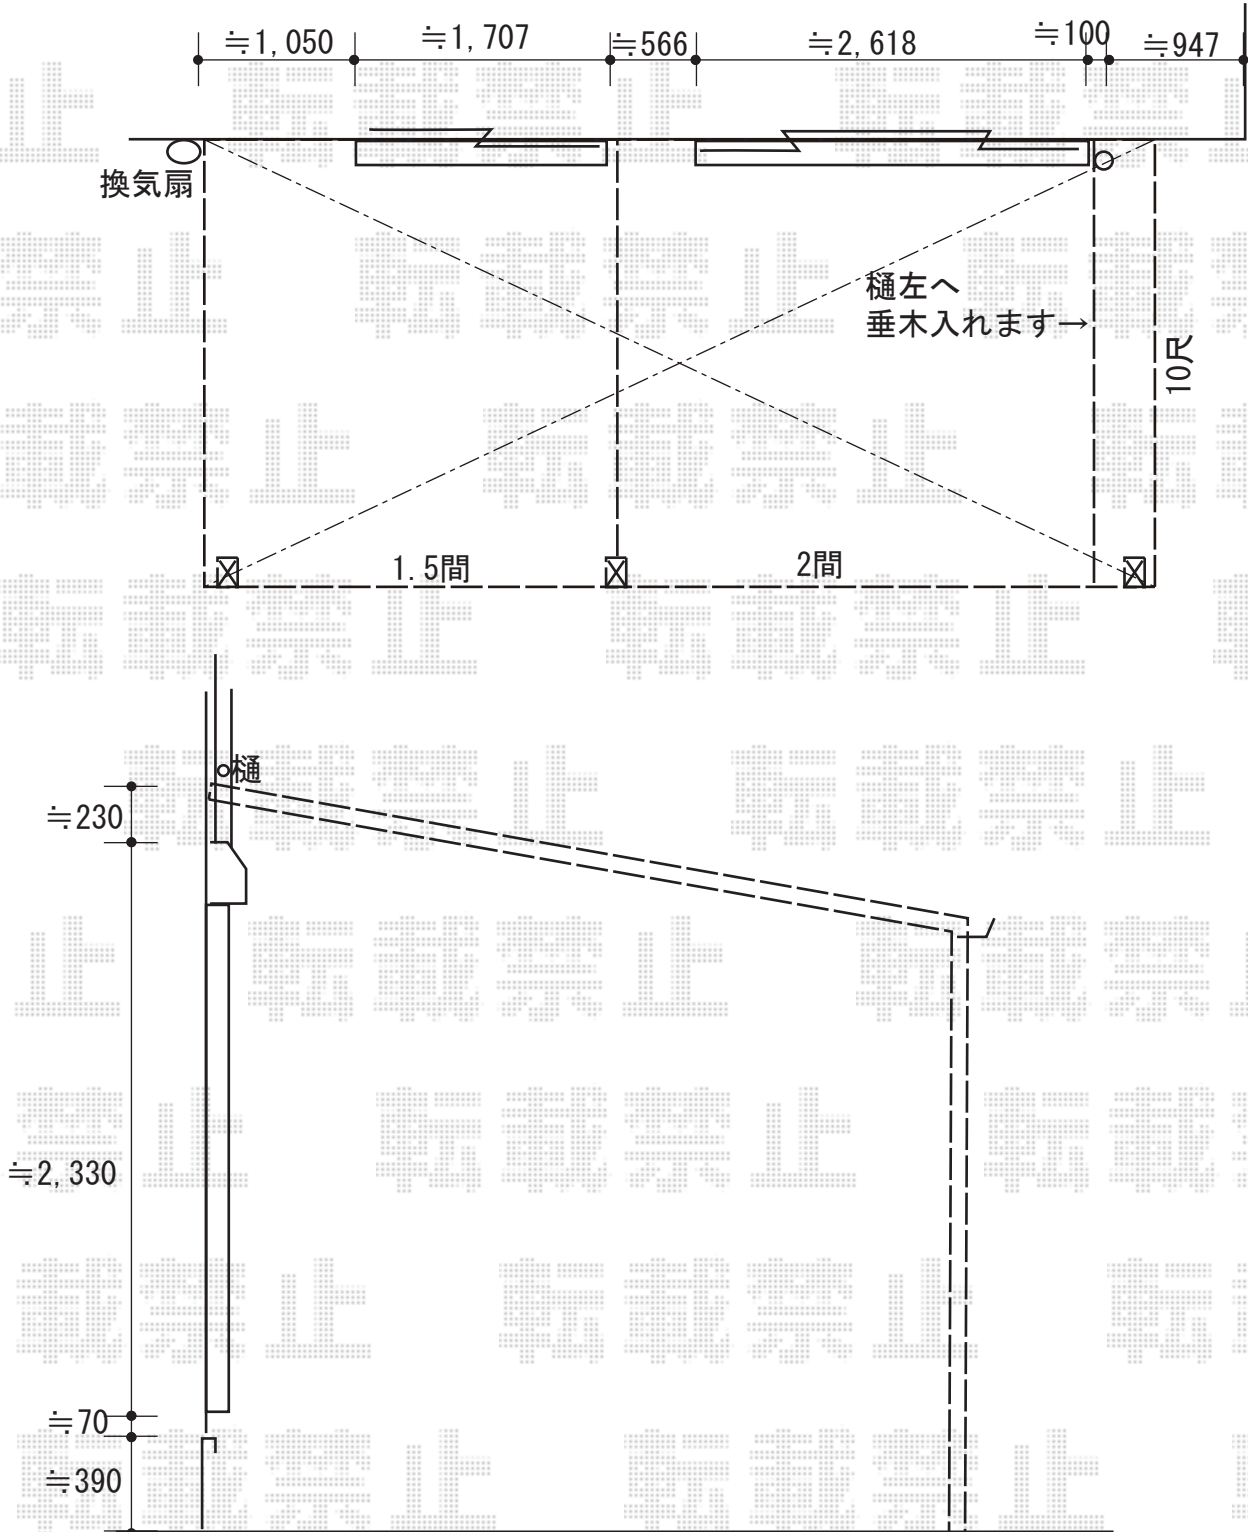 ≒1,050
≒1,707
≒566
≒2,618
≒100
≒947
換気扇
樋左へ
垂木入れます→
10尺
1.5間
2間
樋
≒230
≒2,330
≒70
≒390
転載禁止